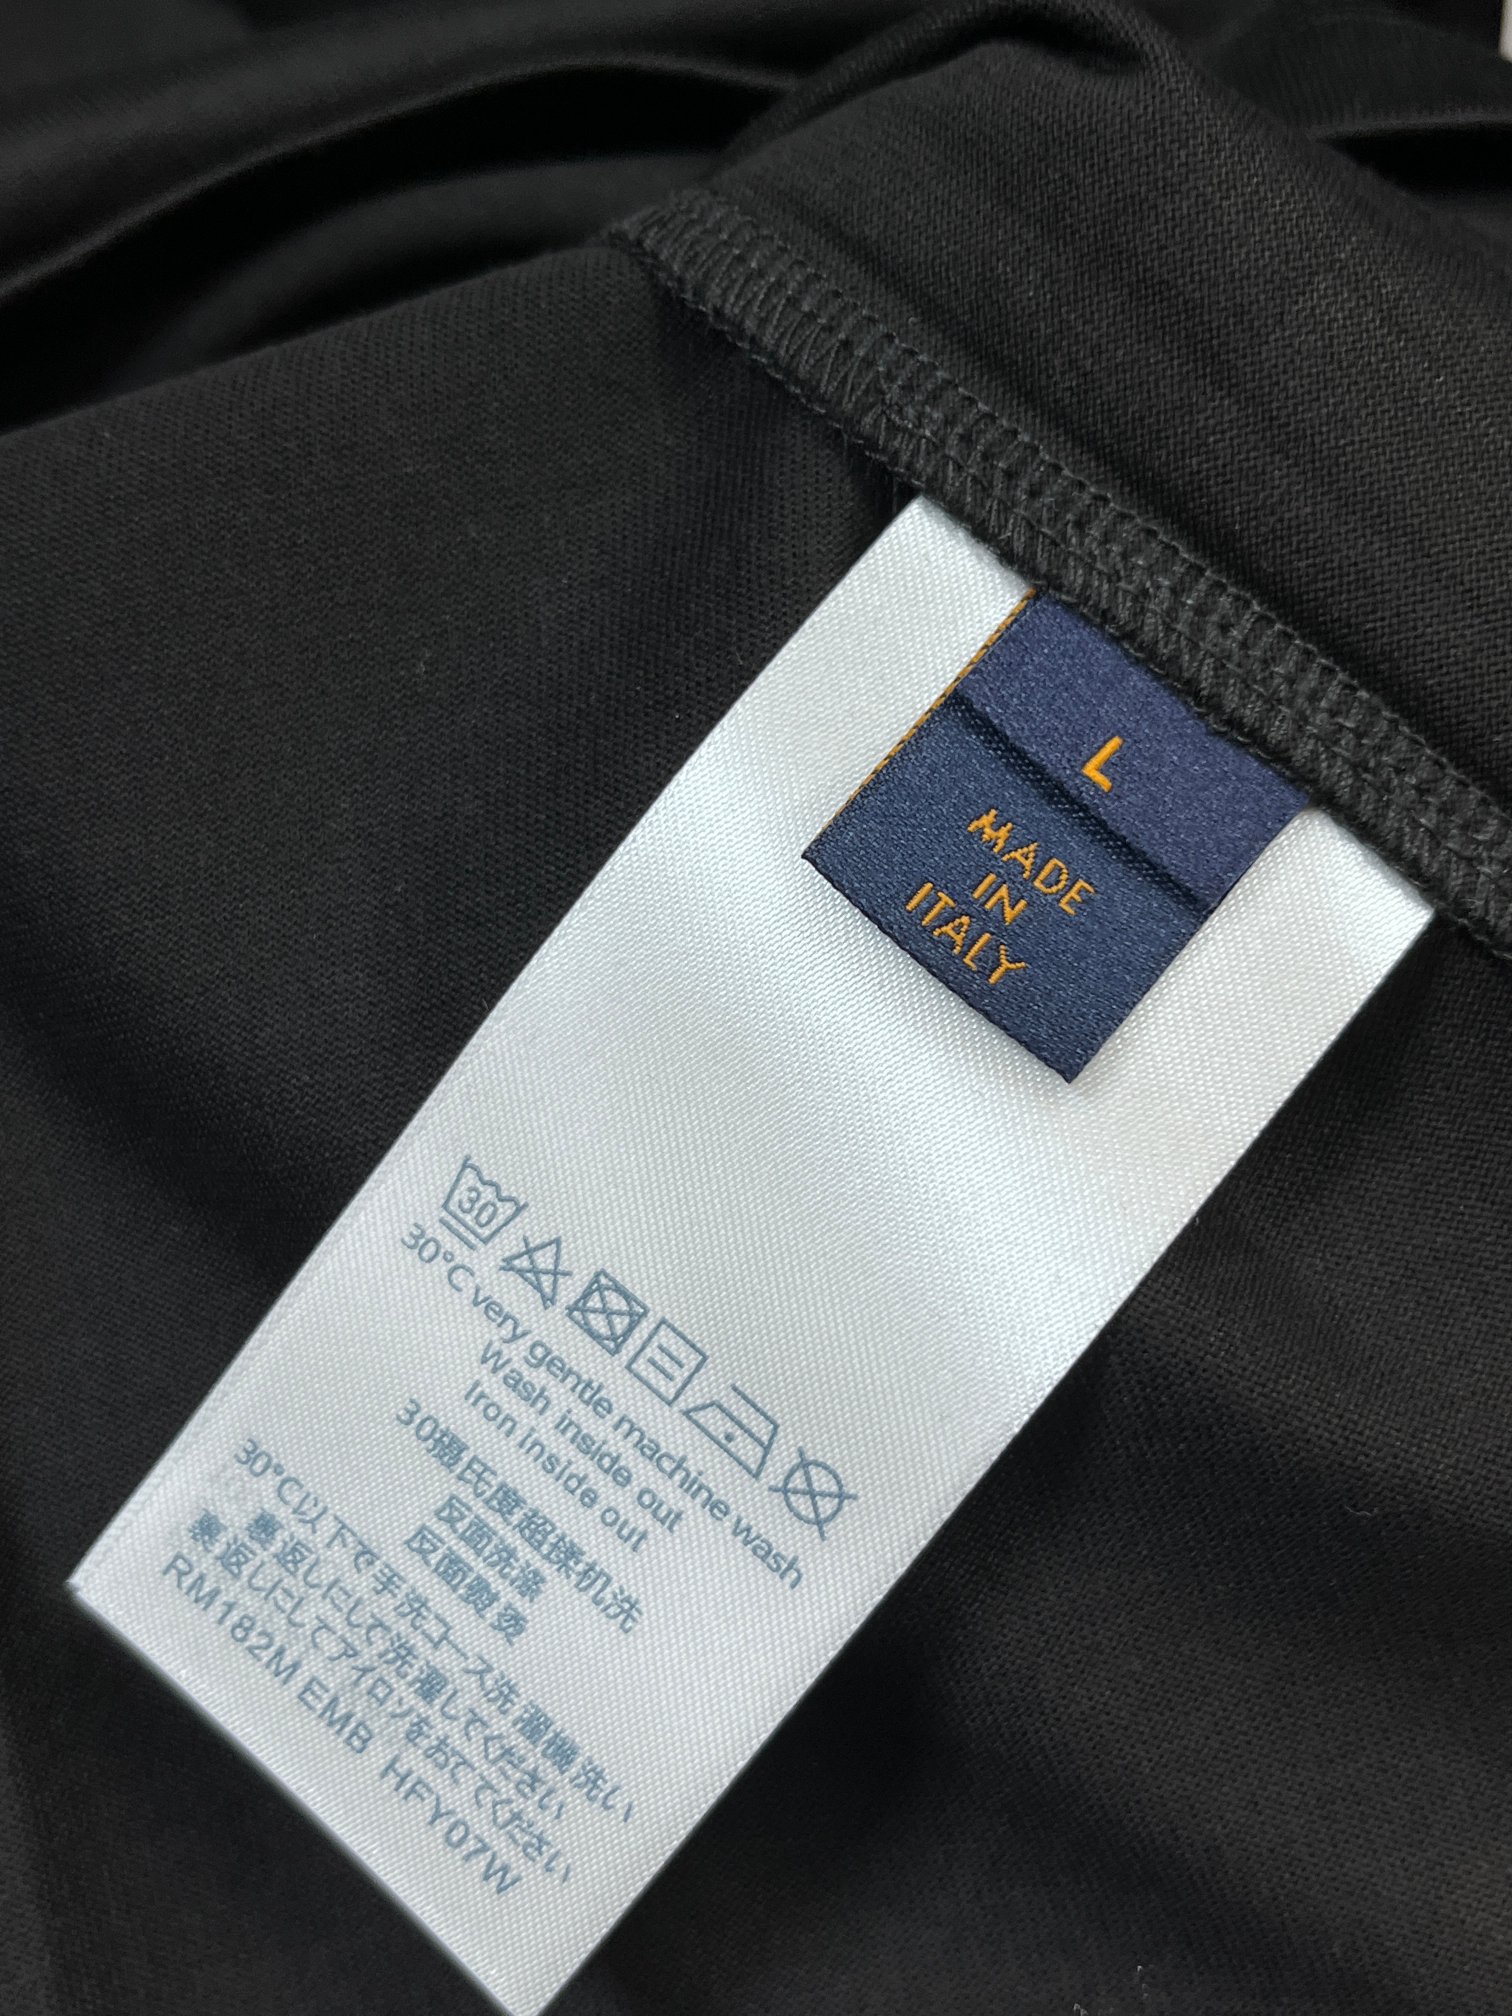 L
MADE
IN
ITALY
30
30°C very gentle machine wash
Wash inside out
Iron inside out
30摄氏度超揉机洗
反面洗涤
反面熨烫
30°C以下で手洗コース洗濯機洗い
裏返しにして洗濯してください
裏返しにしてアイロンをおてください
RM182M EMB HFY07W